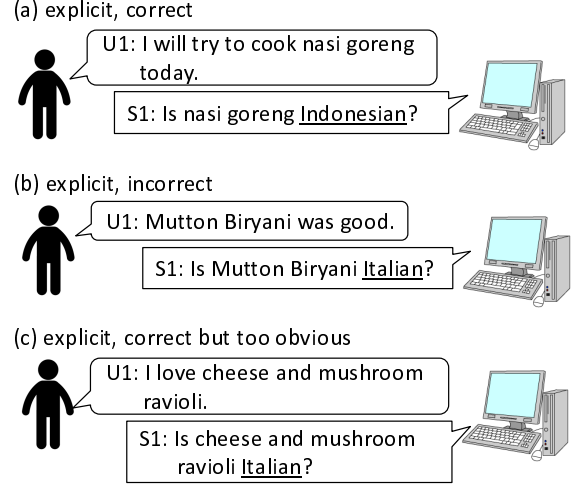 (a) explicit, correct
U1: I will try to cook nasi goreng
today.
S1: Is nasi goreng Indonesian?
(b) explicit, incorrect
U1: Mutton Biryani was good.
S1: Is Mutton Biryani Italian?
(c) explicit, correct but too obvious
U1: I love cheese and mushroom
ravioli.
S1: Is cheese and mushroom
ravioli Italian?